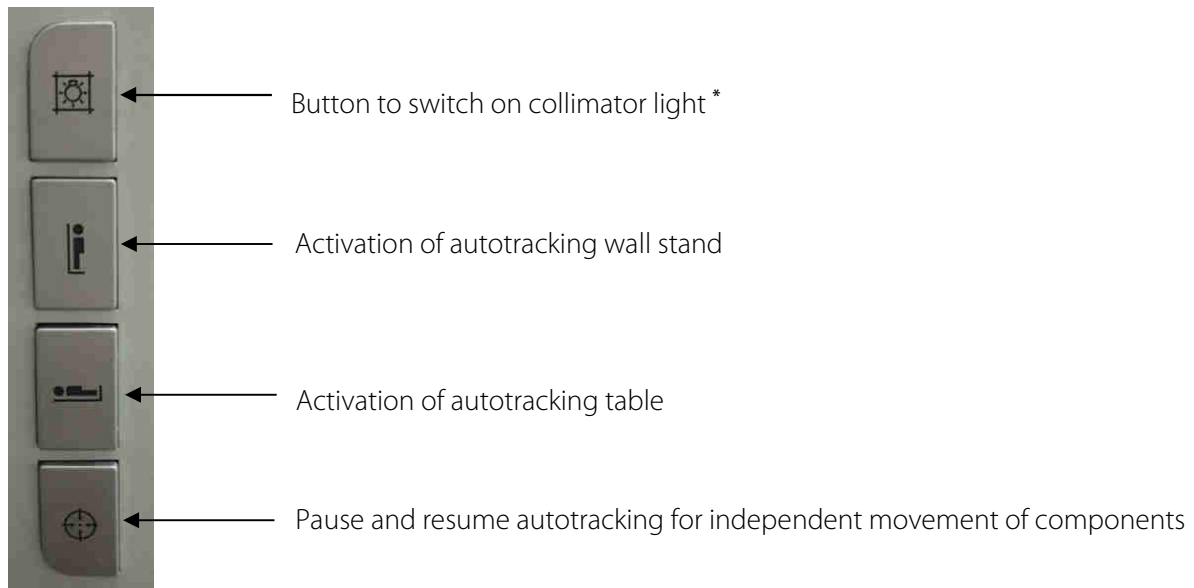 Button to switch on collimator light *
Activation of autotracking wall stand
Activation of autotracking table
Pause and resume autotracking for independent movement of components